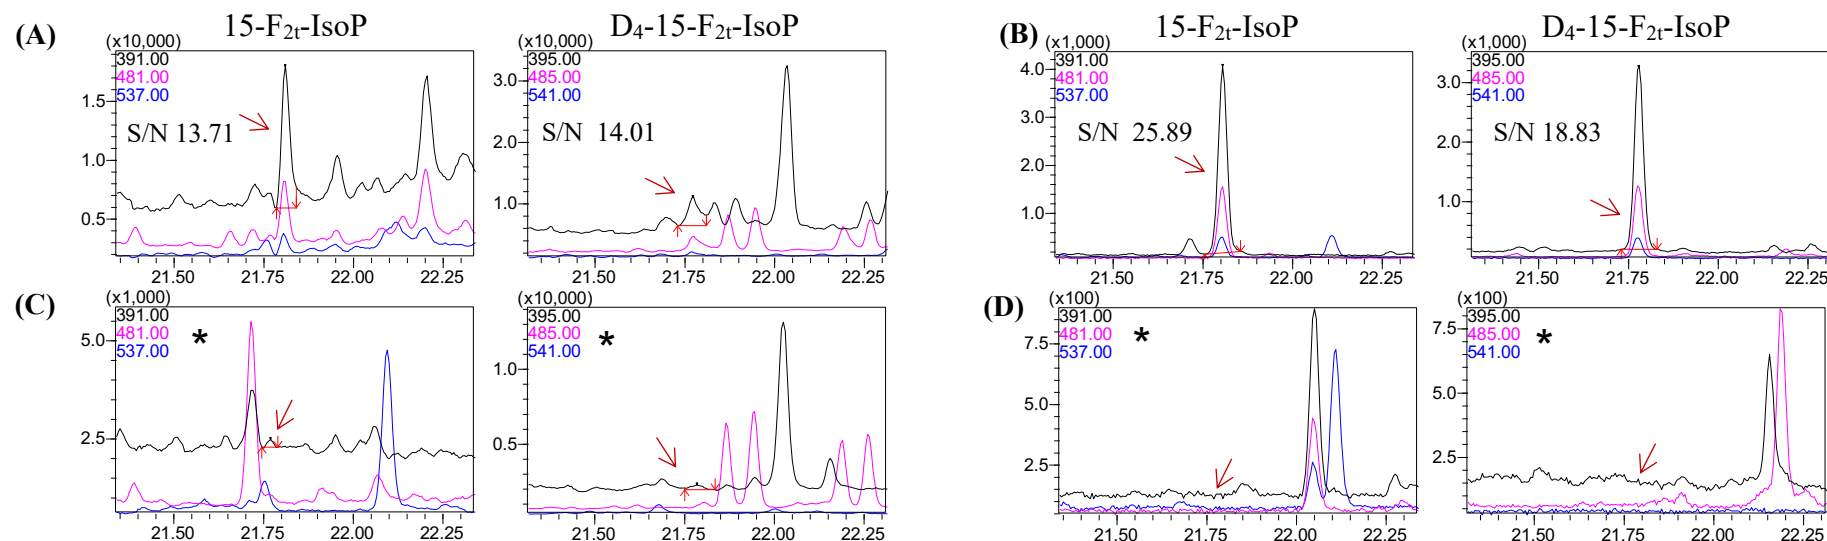 (A)
15-F2t-IsoP
(x10,000)
391.00
481.00
537.00
1.5
1.0
0.5
S/N 13.71
21.50 21.75 22.00 22.25
D4-15-F2t-IsoP
(x10,000)
395.00
485.00
541.00
3.0
2.0
1.0
S/N 14.01
21.50 21.75 22.00 22.25
(B)
15-F2t-IsoP
(x1,000)
391.00
481.00
537.00
4.0
3.0
2.0
1.0
S/N 25.89
21.50 21.75 22.00 22.25
D4-15-F2t-IsoP
(x1,000)
395.00
485.00
541.00
3.0
2.0
1.0
S/N 18.83
21.50 21.75 22.00 22.25
(C)
(x1,000)
391.00
481.00
537.00
*
5.0
2.5
21.50 21.75 22.00 22.25
(x10,000)
395.00
485.00
541.00
*
1.0
0.5
21.50 21.75 22.00 22.25
(D)
(x100)
391.00
481.00
537.00
*
7.5
5.0
2.5
21.50 21.75 22.00 22.25
(x100)
395.00
485.00
541.00
*
7.5
5.0
2.5
21.50 21.75 22.00 22.25